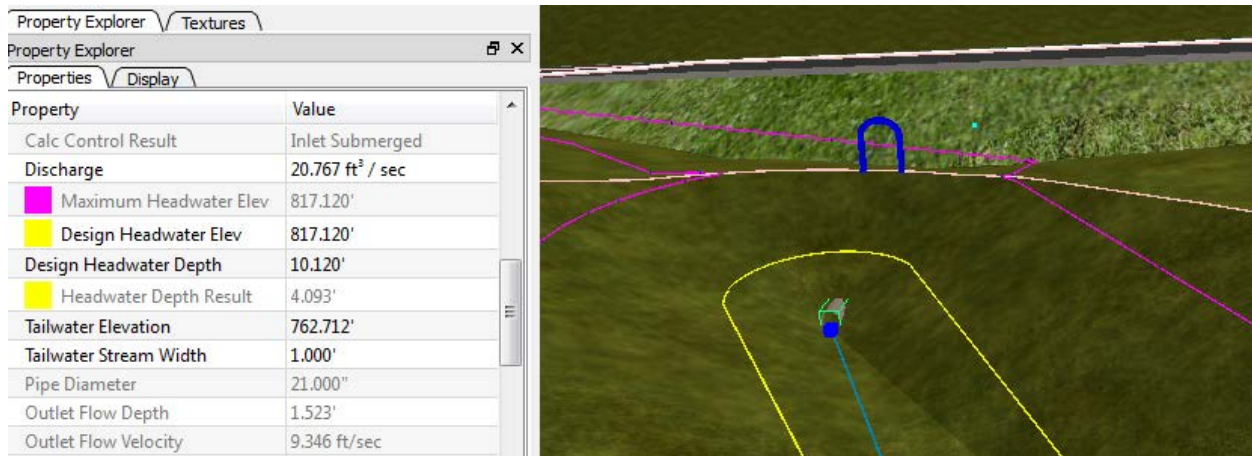 Property Explorer Textures
Property Explorer
Properties Display
Property Value
Calc Control Result Inlet Submerged
Discharge 20.767 ft³ / sec
Maximum Headwater Elev 817.120'
Design Headwater Elev 817.120'
Design Headwater Depth 10.120'
Headwater Depth Result 4.093'
Tailwater Elevation 762.712'
Tailwater Stream Width 1.000'
Pipe Diameter 21.000"
Outlet Flow Depth 1.523'
Outlet Flow Velocity 9.346 ft/sec